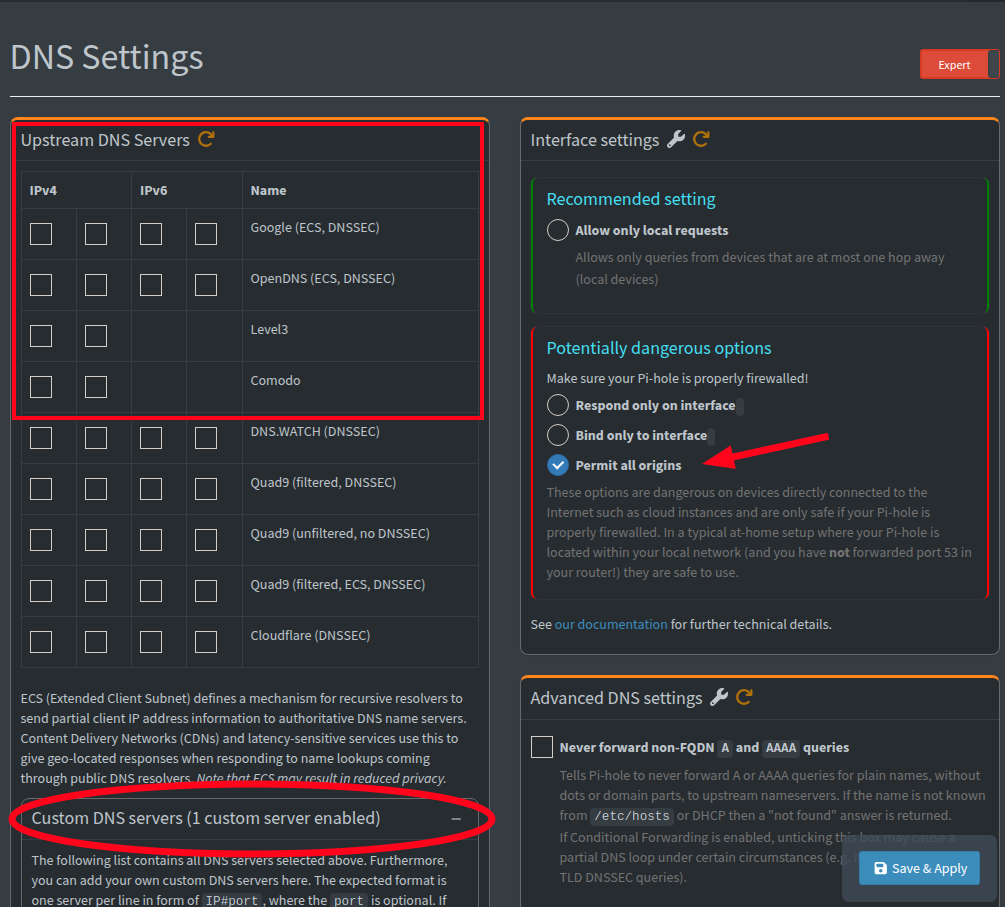 DNS Settings
Expert
Upstream DNS Servers
IPv4 IPv6 Name
Google (ECS, DNSSEC)
OpenDNS (ECS, DNSSEC)
Level3
Comodo
DNS.WATCH (DNSSEC)
Quad9 (filtered, DNSSEC)
Quad9 (unfiltered, no DNSSEC)
Quad9 (filtered, ECS, DNSSEC)
Cloudflare (DNSSEC)
ECS (Extended Client Subnet) defines a mechanism for recursive resolvers to
send partial client IP address information to authoritative DNS name servers.
Content Delivery Networks (CDNs) and latency-sensitive services use this to
give geo-located responses when responding to name lookups coming
through public DNS resolvers. Note that ECS may result in reduced privacy.
Custom DNS servers (1 custom server enabled)
The following list contains all DNS servers selected above. Furthermore,
you can add your own custom DNS servers here. The expected format is
one server per line in form of IP#port, where the port is optional. If
Interface settings
Recommended setting
Allow only local requests
Allows only queries from devices that are at most one hop away
(local devices)
Potentially dangerous options
Make sure your Pi-hole is properly firewalled!
Respond only on interface
Bind only to interface
Permit all origins
These options are dangerous on devices directly connected to the
Internet such as cloud instances and are only safe if your Pi-hole is
properly firewalled. In a typical at-home setup where your Pi-hole is
located within your local network (and you have not forwarded port 53 in
your router!) they are safe to use.
See our documentation for further technical details.
Advanced DNS settings
Never forward non-FQDN A and AAAA queries
Tells Pi-hole to never forward A or AAAA queries for plain names, without
dots or domain parts, to upstream nameservers. If the name is not known
from /etc/hosts or DHCP then a "not found" answer is returned.
If Conditional Forwarding is enabled, unticking this box may cause a
partial DNS loop under certain circumstances (e.g.
TLD DNSSEC queries).
Save & Apply